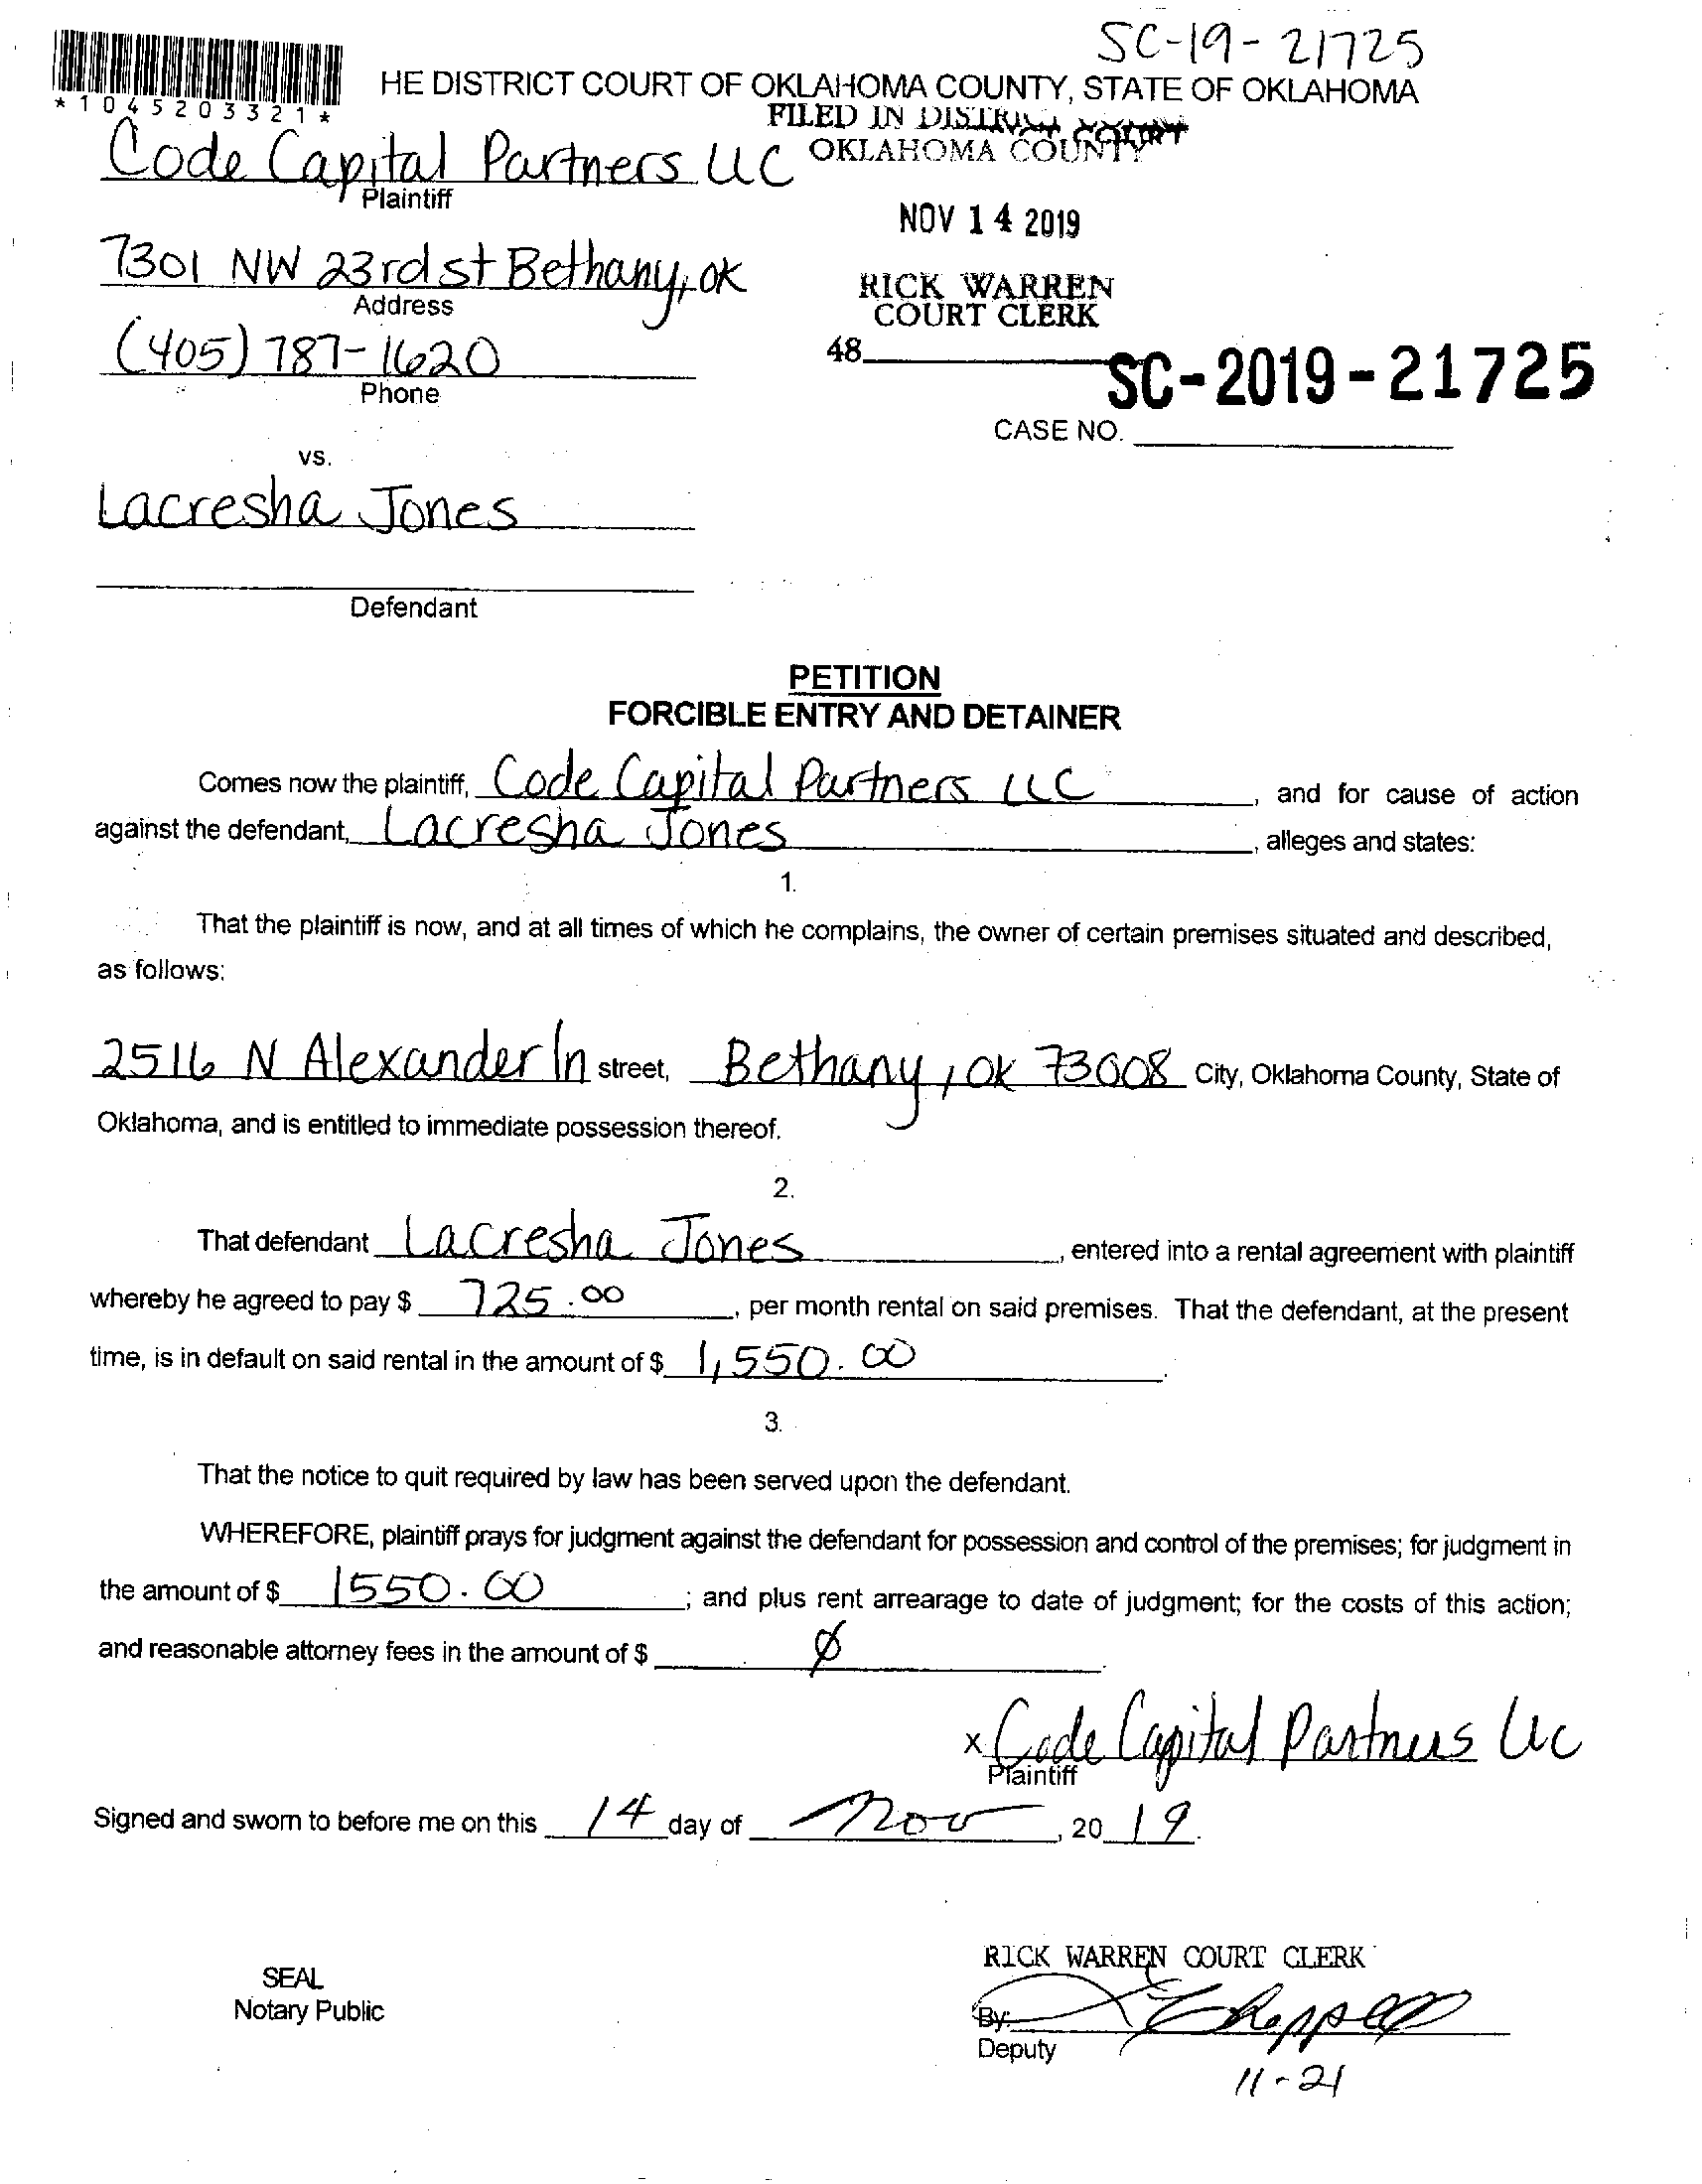 SC-19-21725
HE DISTRICT COURT OF OKLAHOMA COUNTY, STATE OF OKLAHOMA
*1045203321*
FILED IN DISTRICT COURT
OKLAHOMA COUNTY
Code Capital Partners LLC
Plaintiff
NOV 14 2019
7301 NW 23rd st Bethany, OK
Address
RICK WARREN
COURT CLERK
(405) 787-1620
Phone
48
SC-2019-21725
CASE NO.
vs.
Lacresha Jones
Defendant
PETITION
FORCIBLE ENTRY AND DETAINER
Comes now the plaintiff, Code Capital Partners LLC, and for cause of action
against the defendant, Lacresha Jones, alleges and states:
1.
That the plaintiff is now, and at all times of which he complains, the owner of certain premises situated and described,
as follows:
2516 N Alexander ln street, Bethany, OK 73008 City, Oklahoma County, State of
Oklahoma, and is entitled to immediate possession thereof.
2.
That defendant Lacresha Jones, entered into a rental agreement with plaintiff
whereby he agreed to pay $ 725.00, per month rental on said premises. That the defendant, at the present
time, is in default on said rental in the amount of $ 1,550.00.
3.
That the notice to quit required by law has been served upon the defendant.
WHEREFORE, plaintiff prays for judgment against the defendant for possession and control of the premises; for judgment in
the amount of $ 1550.00; and plus rent arrearage to date of judgment; for the costs of this action;
and reasonable attorney fees in the amount of $ Ø.
x Code Capital Partners LLC
Plaintiff
Signed and sworn to before me on this 14 day of Nov, 2019.
RICK WARREN COURT CLERK
SEAL
Notary Public
By:
Deputy
11-21